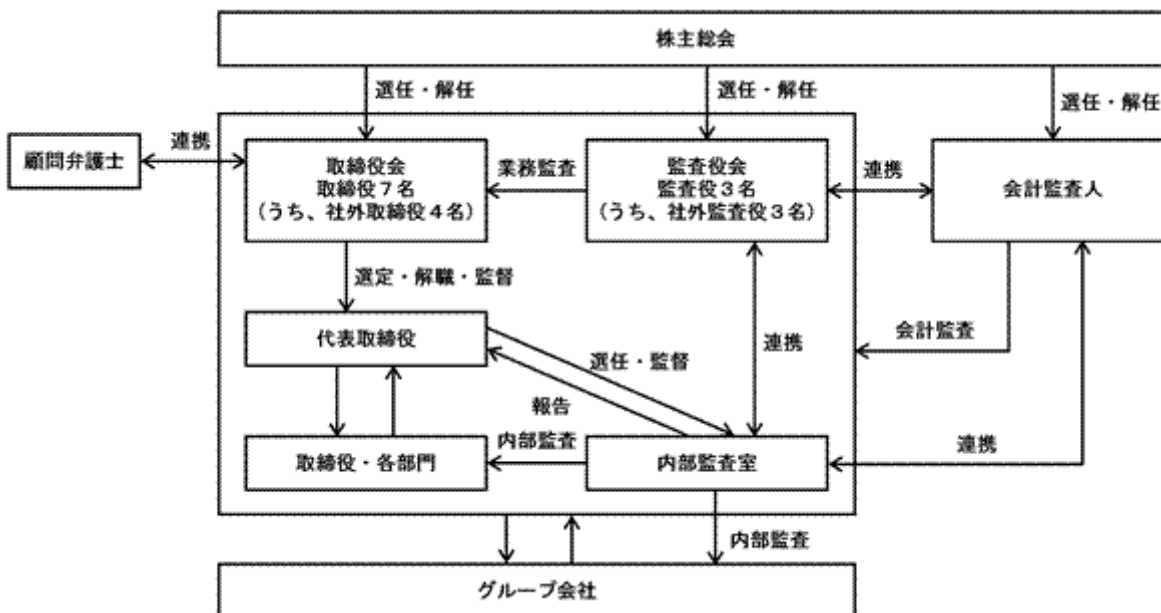 株主総会
選任・解任
選任・解任
選任・解任
顧問弁護士
連携
取締役会
取締役7名
(うち、社外取締役4名)
業務監査
監査役会
監査役3名
(うち、社外監査役3名)
連携
会計監査人
選定・解職・監督
代表取締役
選任・監督
連携
会計監査
報告
内部監査
取締役・各部門
内部監査室
連携
内部監査
グループ会社